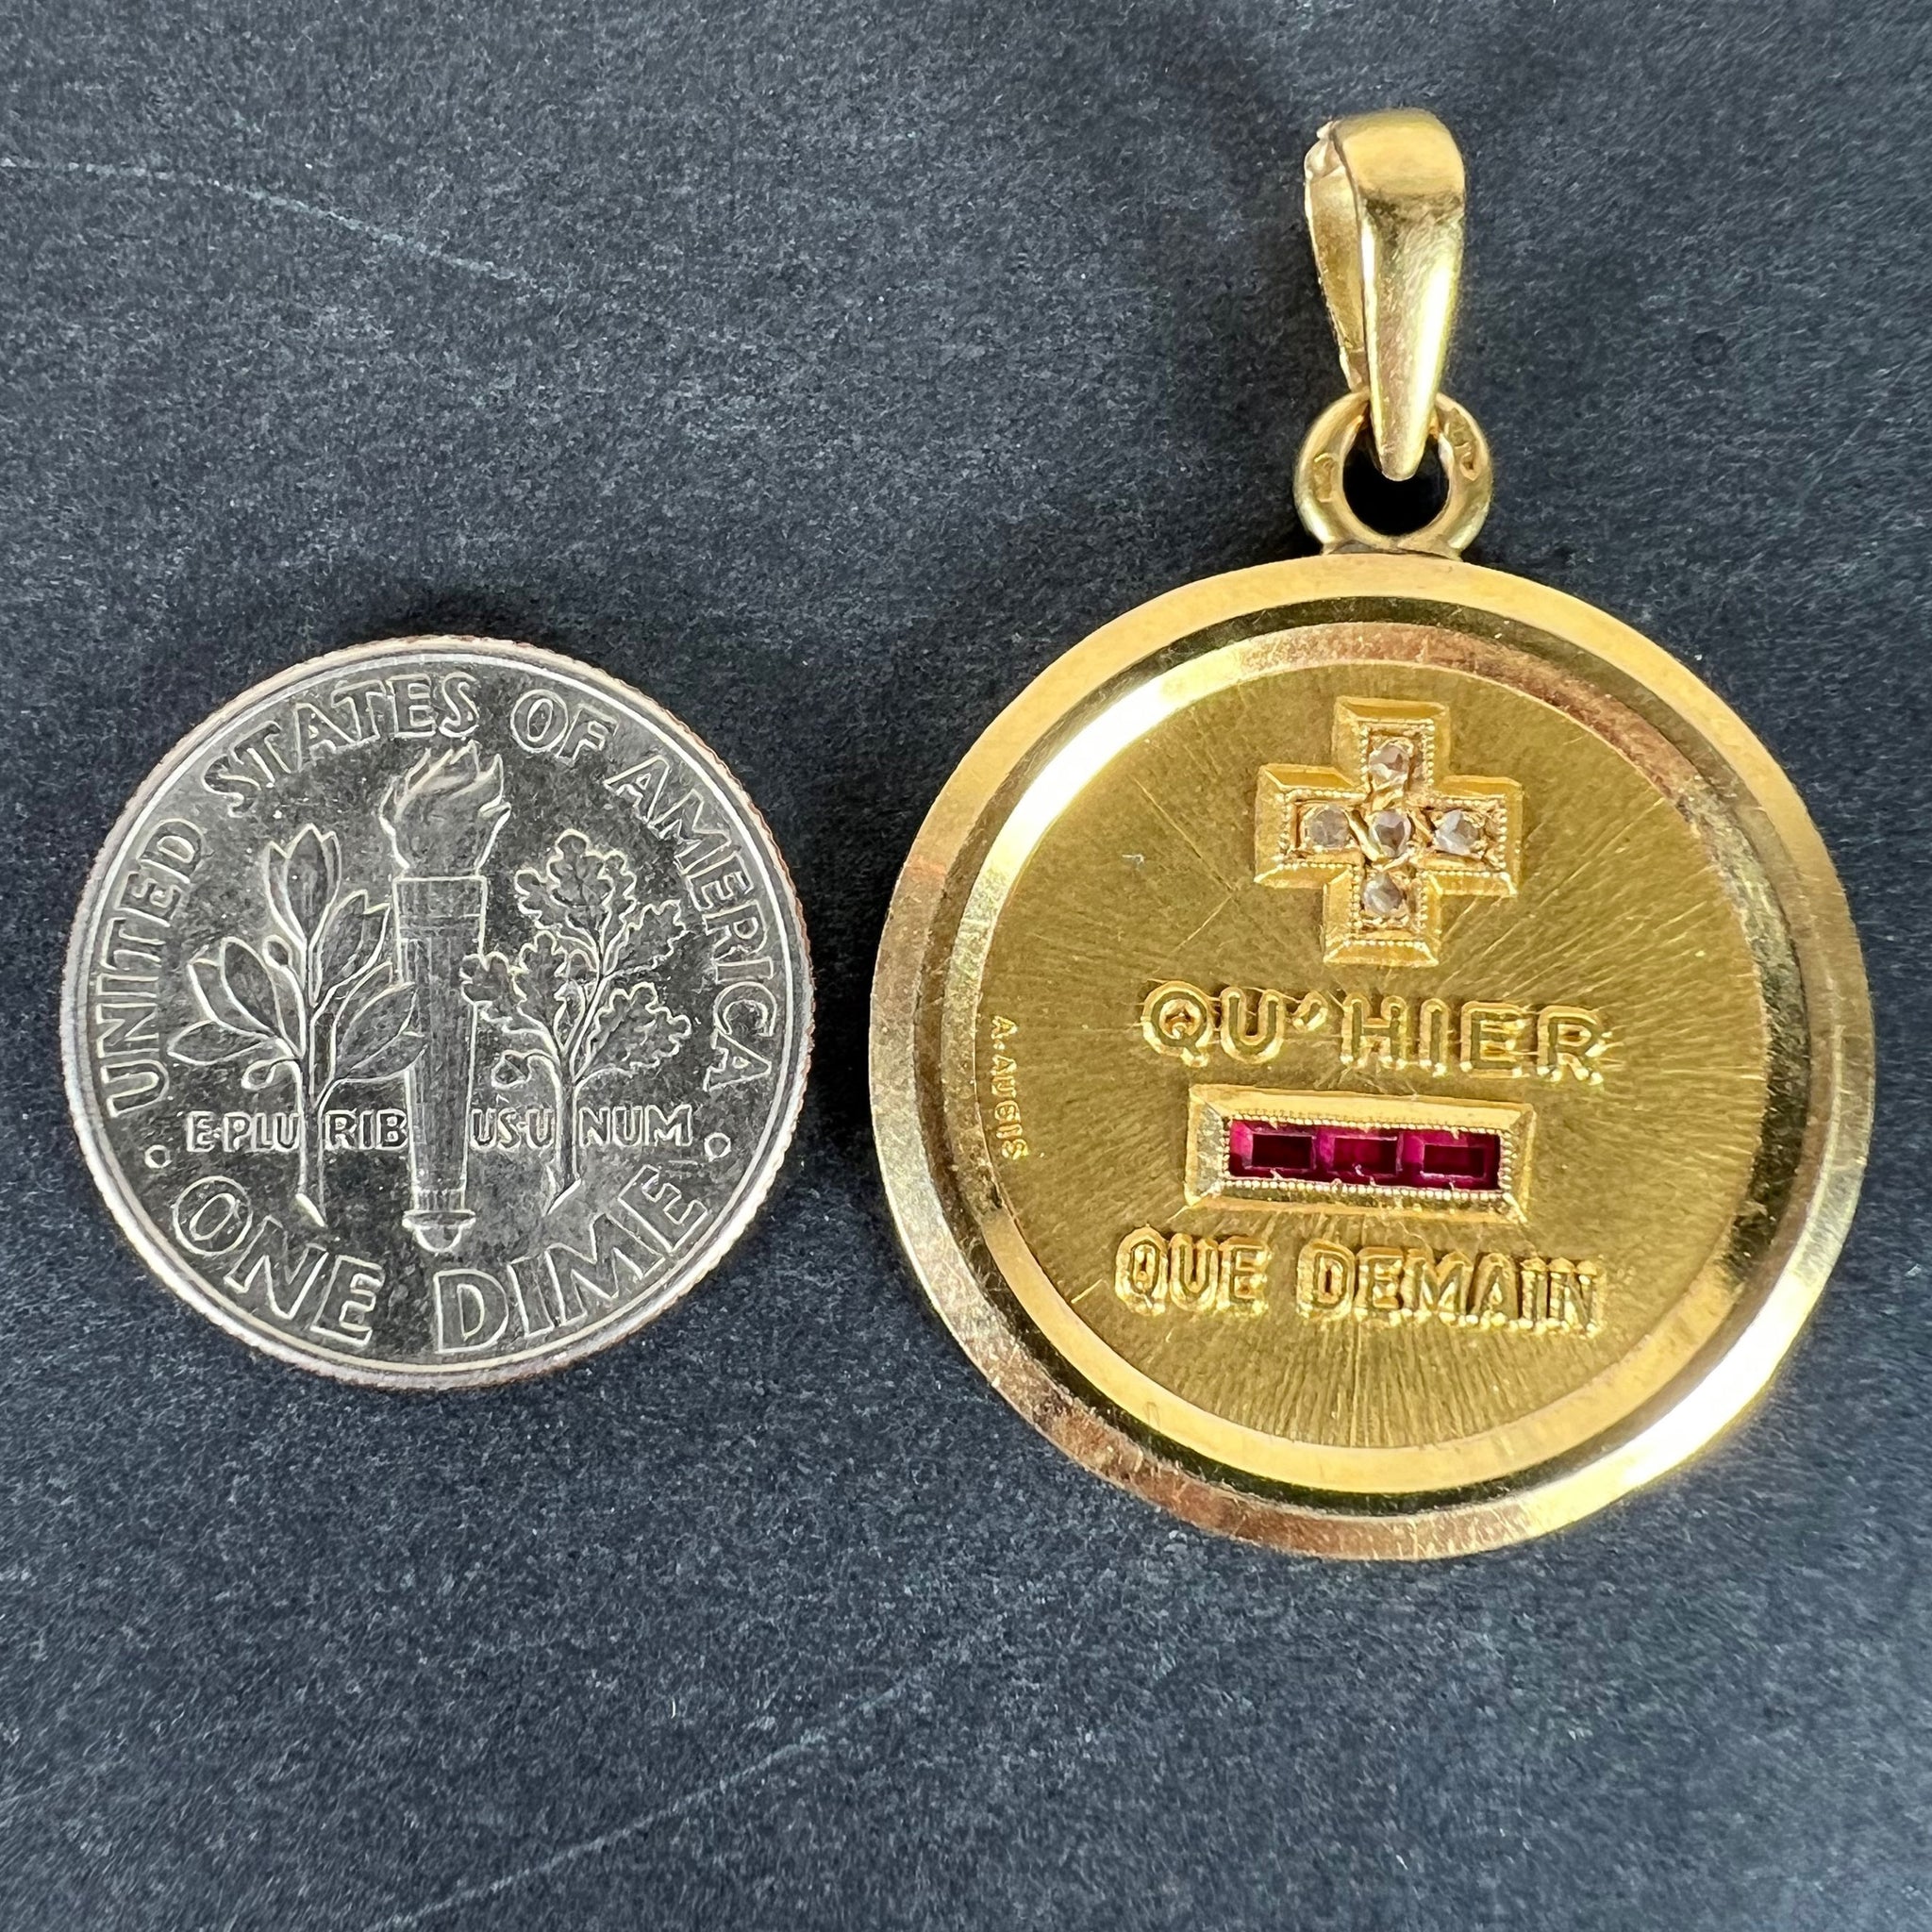 UNITED STATES OF AMERICA
E·PLURIBUS·UNUM
ONE DIME
QU'HIER
QUE DEMAIN
A·AUGIS